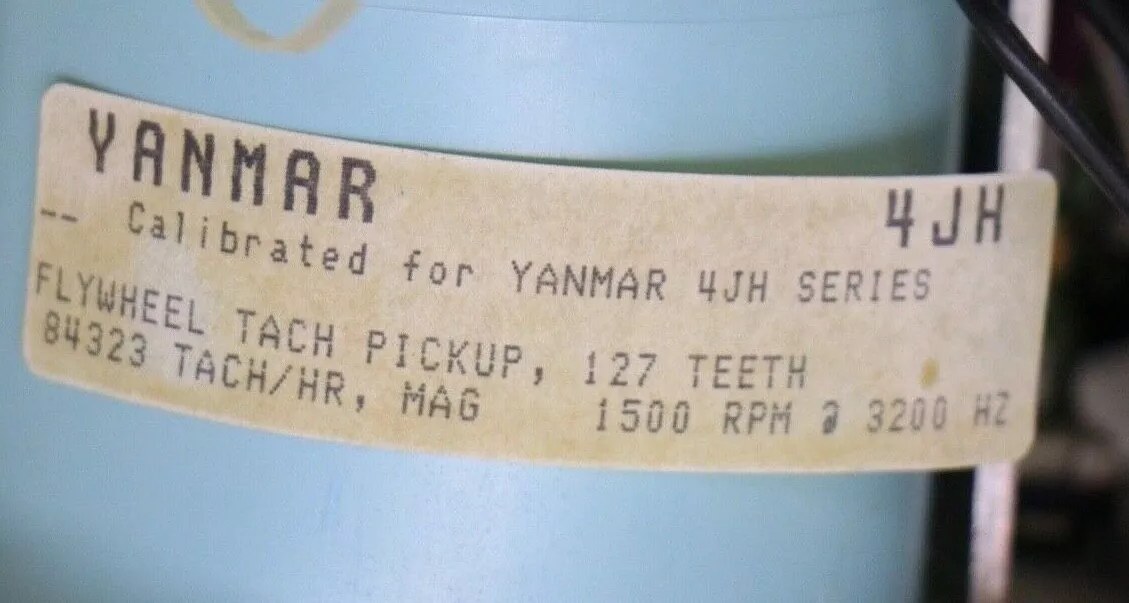 YANMAR 4JH
-- Calibrated for YANMAR 4JH SERIES
FLYWHEEL TACH PICKUP, 127 TEETH
84323 TACH/HR, MAG 1500 RPM @ 3200 HZ